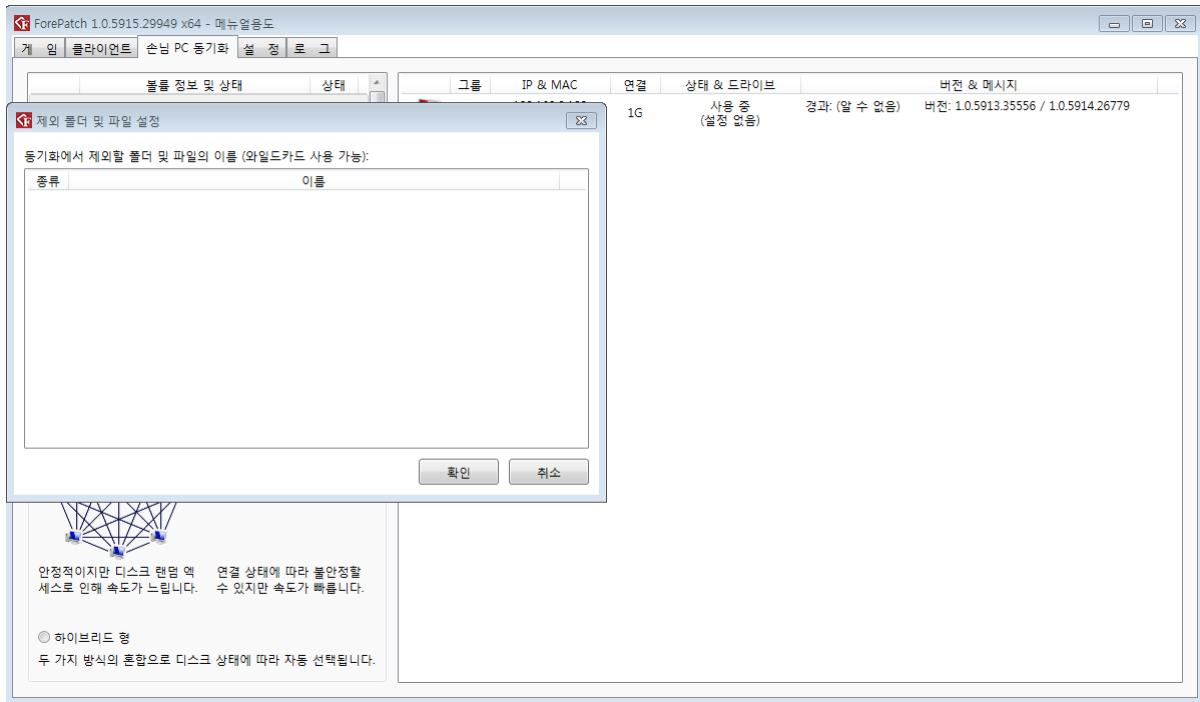 ForePatch 1.0.5915.29949 x64 - 메뉴얼용도
게 임 클라이언트 손님 PC 동기화 설 정 로 그
볼륨 정보 및 상태 상태
그룹 IP & MAC 연결 상태 & 드라이브 버전 & 메시지
1G 사용 중 경과: (알 수 없음) 버전: 1.0.5913.35556 / 1.0.5914.26779
(설정 없음)
제외 폴더 및 파일 설정
동기화에서 제외할 폴더 및 파일의 이름 (와일드카드 사용 가능):
종류 이름
확인 취소
안정적이지만 디스크 랜덤 엑
세스로 인해 속도가 느립니다.
연결 상태에 따라 불안정할
수 있지만 속도가 빠릅니다.
하이브리드 형
두 가지 방식의 혼합으로 디스크 상태에 따라 자동 선택됩니다.